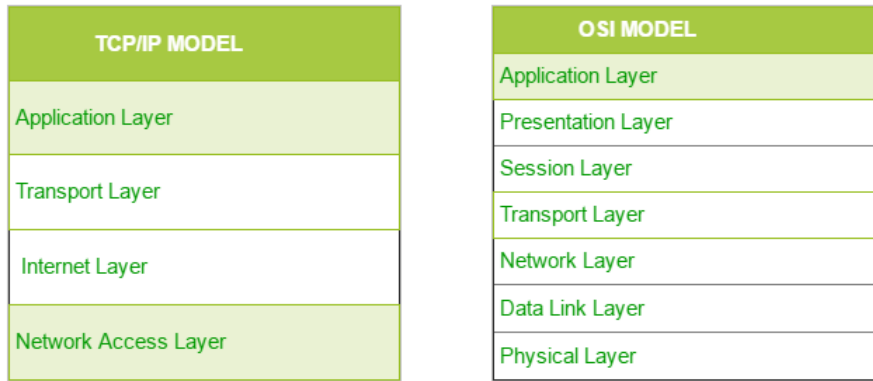 TCP/IP MODEL
Application Layer
Transport Layer
Internet Layer
Network Access Layer
OSI MODEL
Application Layer
Presentation Layer
Session Layer
Transport Layer
Network Layer
Data Link Layer
Physical Layer